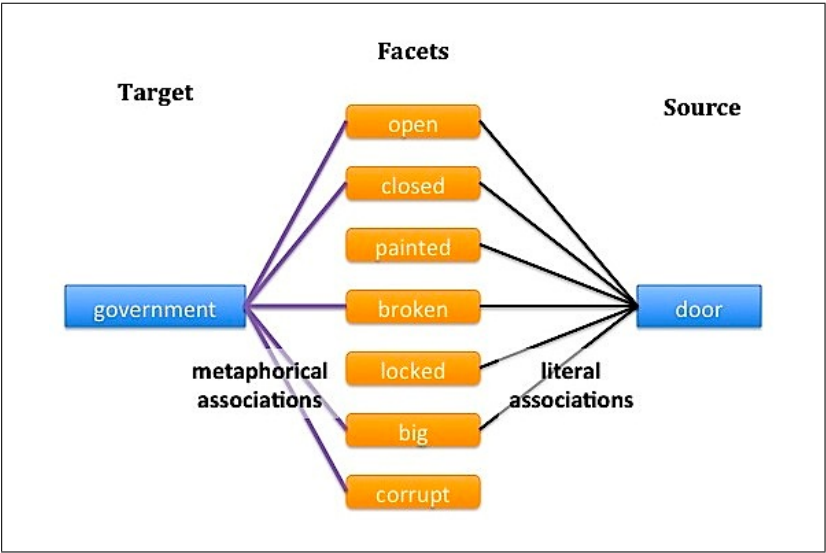 Facets
Target
Source
open
closed
painted
government
broken
door
locked
metaphorical
associations
literal
associations
big
corrupt